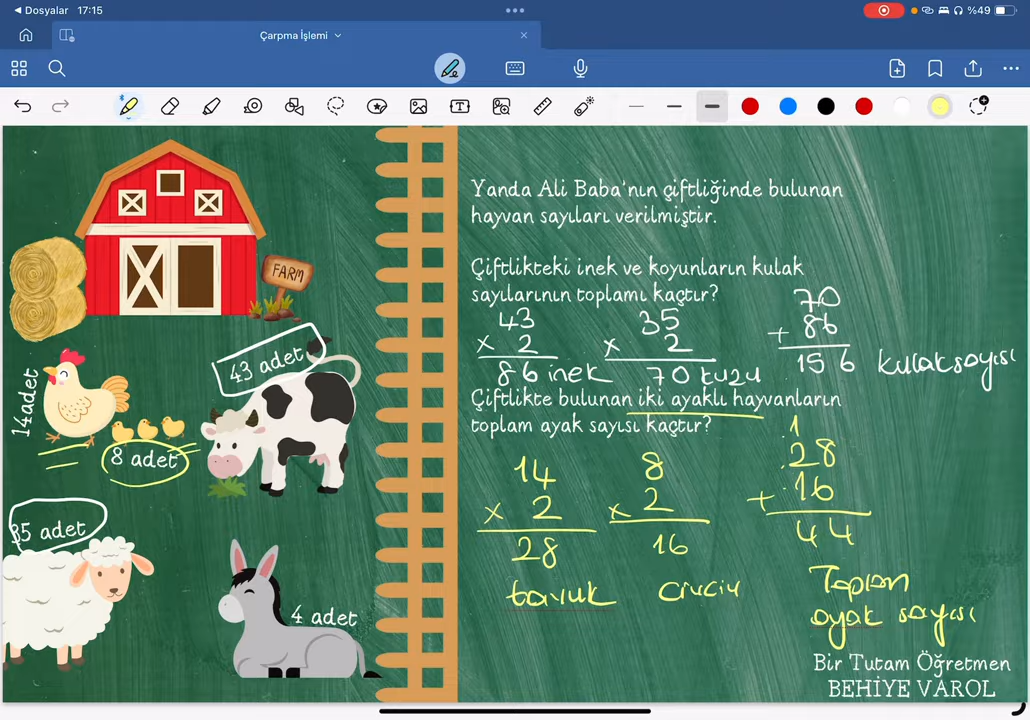 Dosyalar 17:15
%49
Çarpma İşlemi
Yanda Ali Baba'nın çiftliğinde bulunan
hayvan sayıları verilmiştir.
Çiftlikteki inek ve koyunların kulak
sayılarının toplamı kaçtır?
43
x 2
86 inek
35
x 2
70 kuzu
70
+ 86
156 kulak sayısı
Çiftlikte bulunan iki ayaklı hayvanların
toplam ayak sayısı kaçtır?
14
x 2
28
tavuk
8
x 2
16
civciv
1
28
+ 16
44
Toplam
ayak sayısı
FARM
43 adet
14 adet
8 adet
35 adet
4 adet
Bir Tutam Öğretmen
BEHİYE VAROL